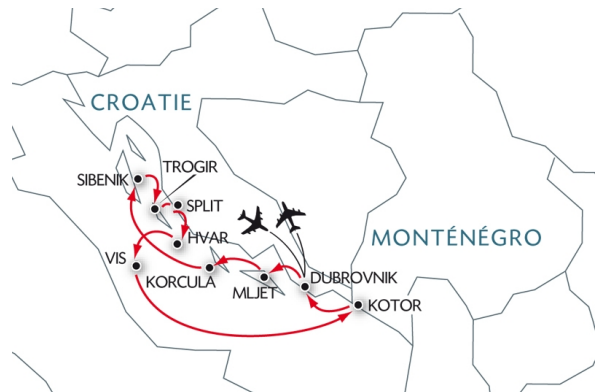 CROATIE
TROGIR
SIBENIK
SPLIT
HVAR
MONTÉNÉGRO
VIS
KORCULA
MLJET
DUBROVNIK
KOTOR